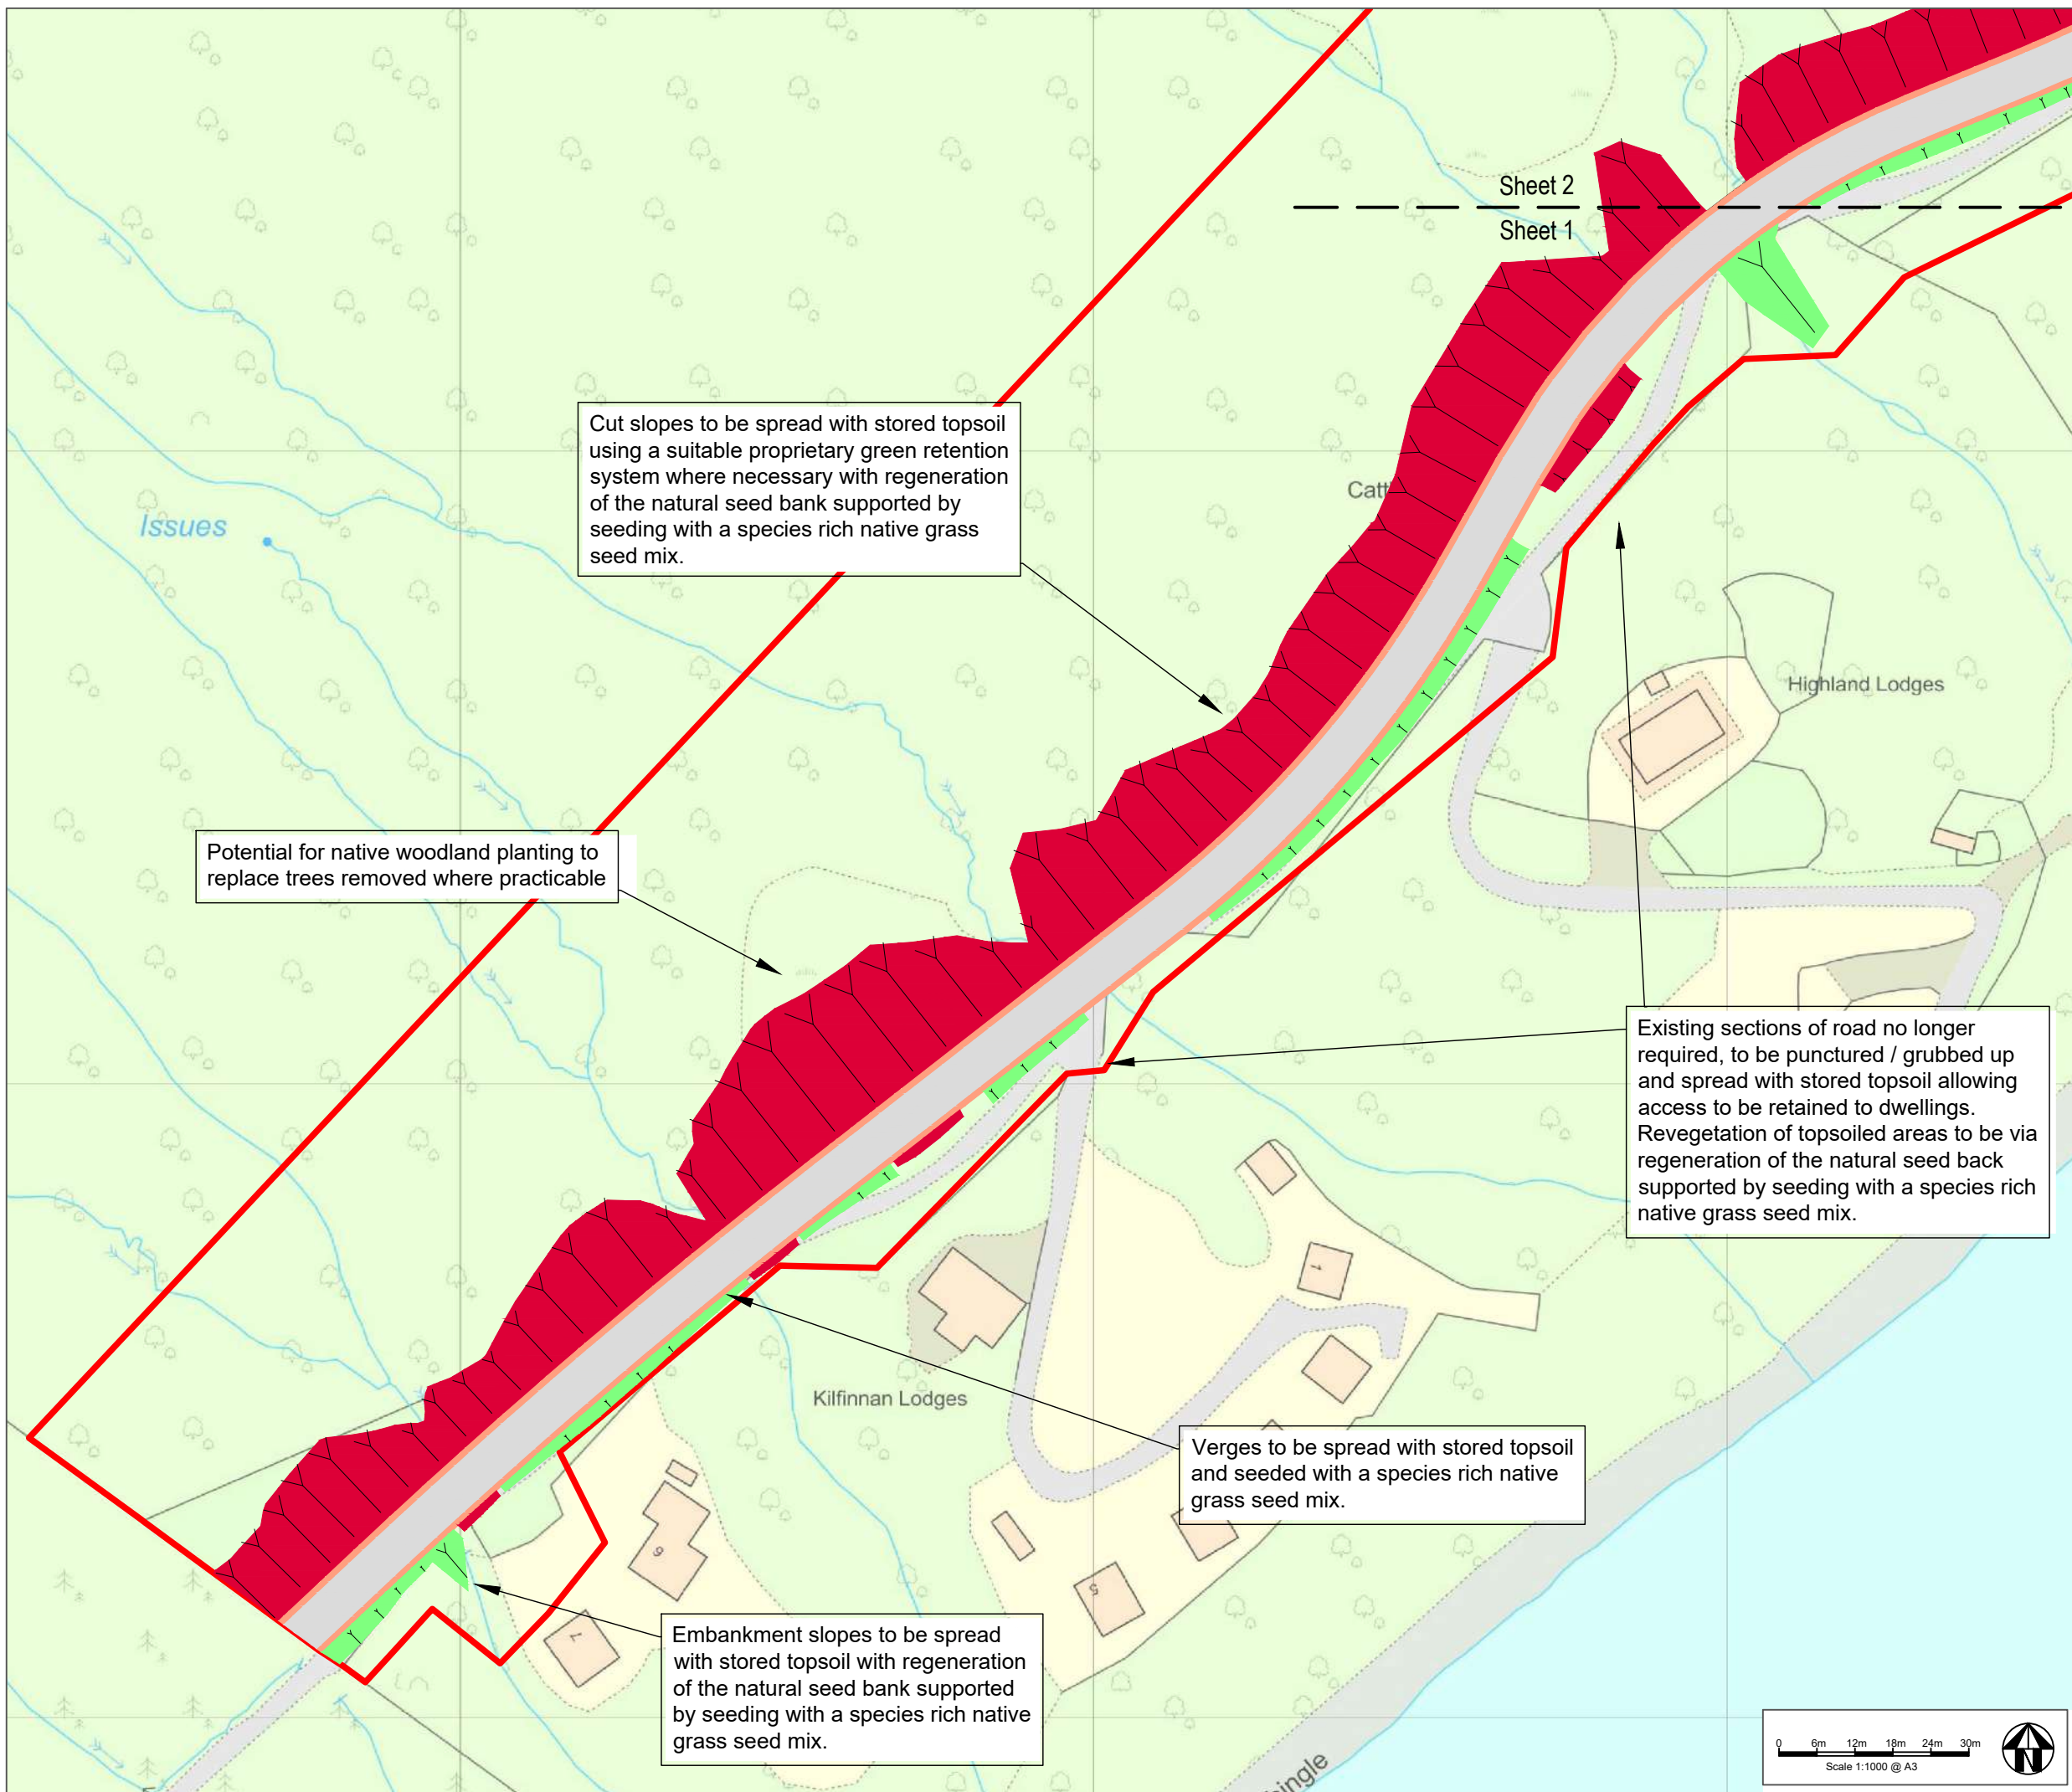 Sheet 2
Sheet 1
Cut slopes to be spread with stored topsoil
using a suitable proprietary green retention
system where necessary with regeneration
of the natural seed bank supported by
seeding with a species rich native grass
seed mix.
Catt
Issues
Highland Lodges
Potential for native woodland planting to
replace trees removed where practicable
Existing sections of road no longer
required, to be punctured / grubbed up
and spread with stored topsoil allowing
access to be retained to dwellings.
Revegetation of topsoiled areas to be via
regeneration of the natural seed back
supported by seeding with a species rich
native grass seed mix.
1
Kilfinnan Lodges
Verges to be spread with stored topsoil
and seeded with a species rich native
grass seed mix.
6
5
7
Embankment slopes to be spread
with stored topsoil with regeneration
of the natural seed bank supported
by seeding with a species rich native
grass seed mix.
ingle
0 6m 12m 18m 24m 30m
Scale 1:1000 @ A3
N